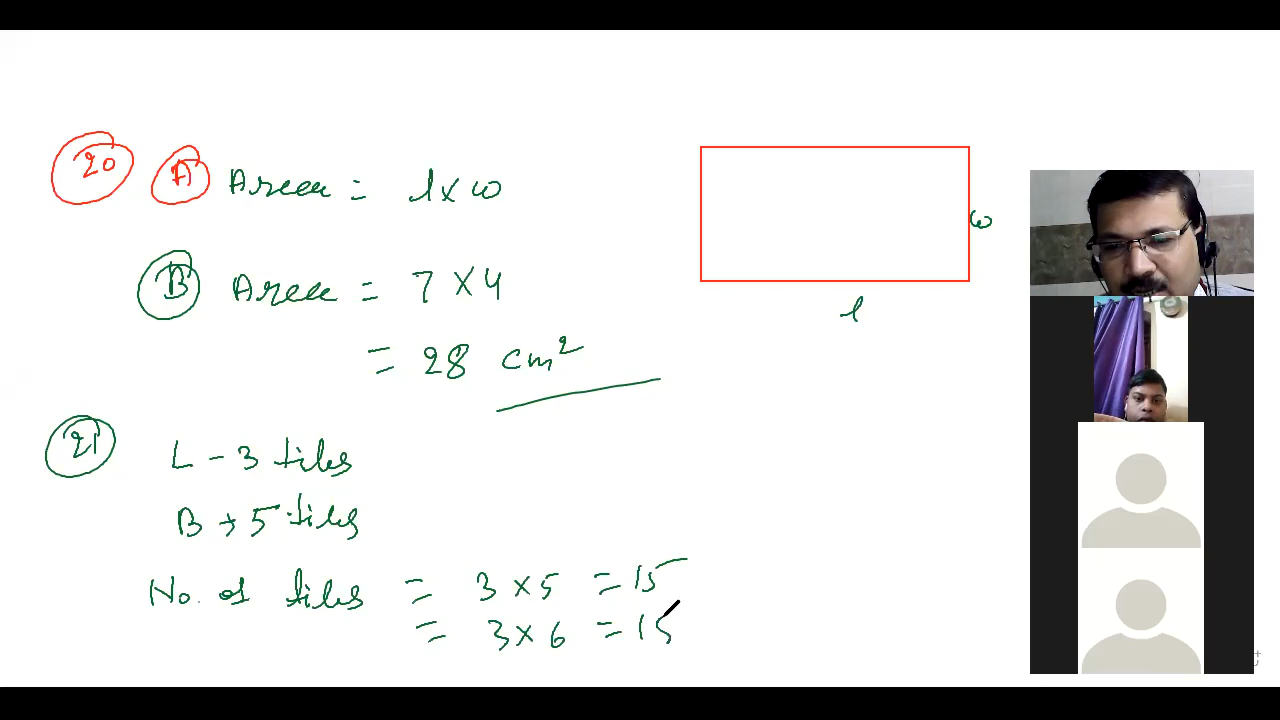 20 A Area = l x w
w
B Area = 7 x 4
l
= 28 cm²
21 L - 3 tiles
B → 5 tiles
No. of tiles = 3 x 5 = 15
= 3 x 6 = 15